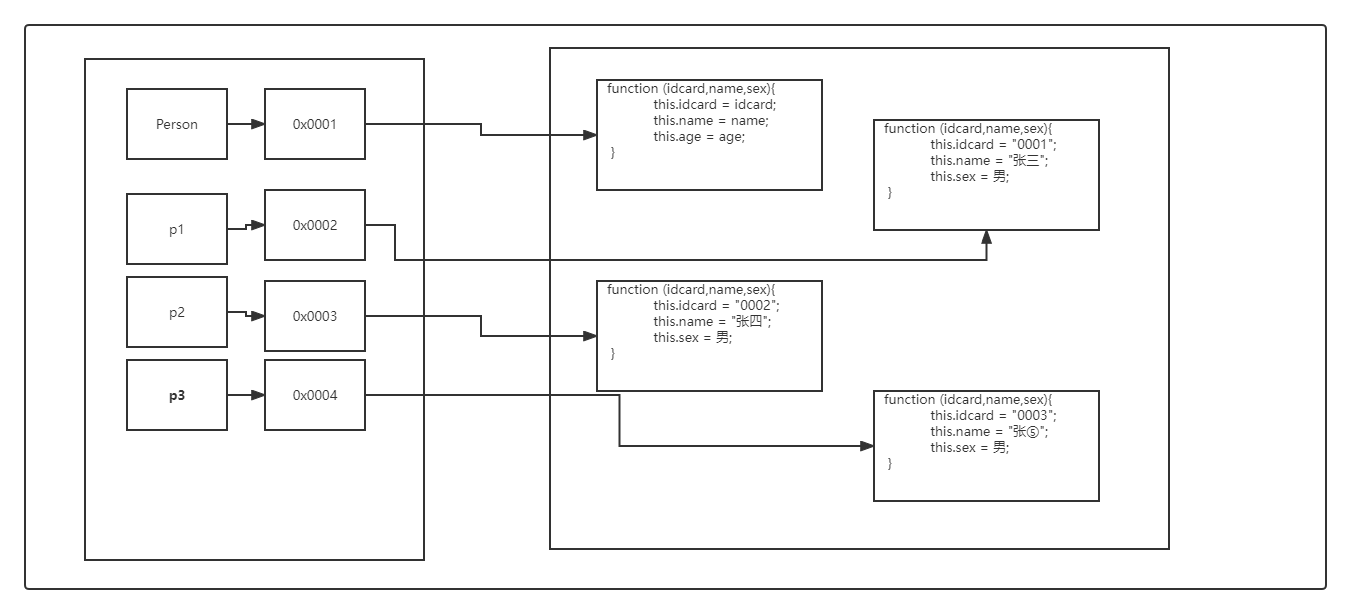 Person
0x0001
p1
0x0002
p2
0x0003
p3
0x0004
function (idcard,name,sex){
this.idcard = idcard;
this.name = name;
this.age = age;
}
function (idcard,name,sex){
this.idcard = "0001";
this.name = "张三";
this.sex = 男;
}
function (idcard,name,sex){
this.idcard = "0002";
this.name = "张四";
this.sex = 男;
}
function (idcard,name,sex){
this.idcard = "0003";
this.name = "张⑤";
this.sex = 男;
}